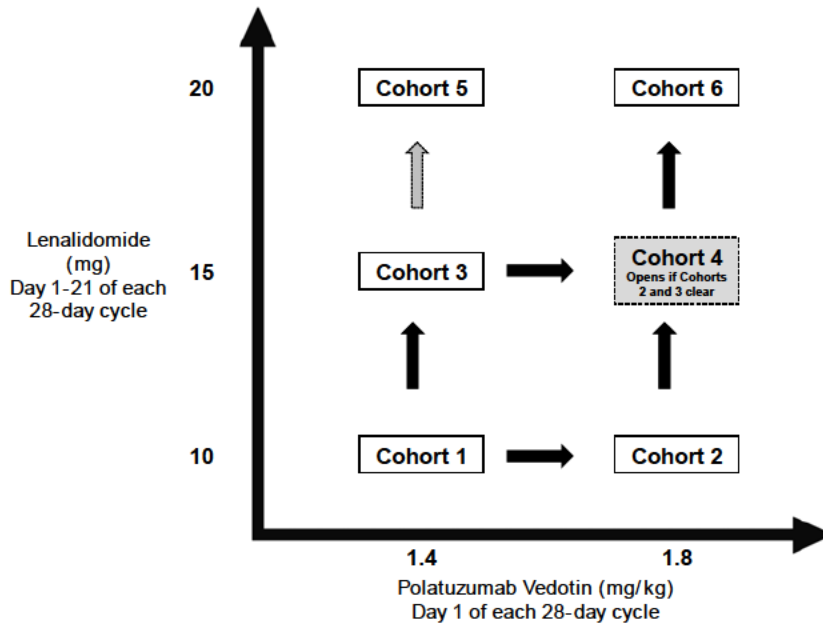 20
Cohort 5
Cohort 6
Lenalidomide
(mg)
Day 1-21 of each
28-day cycle
15
Cohort 3
Cohort 4
Opens if Cohorts
2 and 3 clear
10
Cohort 1
Cohort 2
1.4
1.8
Polatuzumab Vedotin (mg/kg)
Day 1 of each 28-day cycle